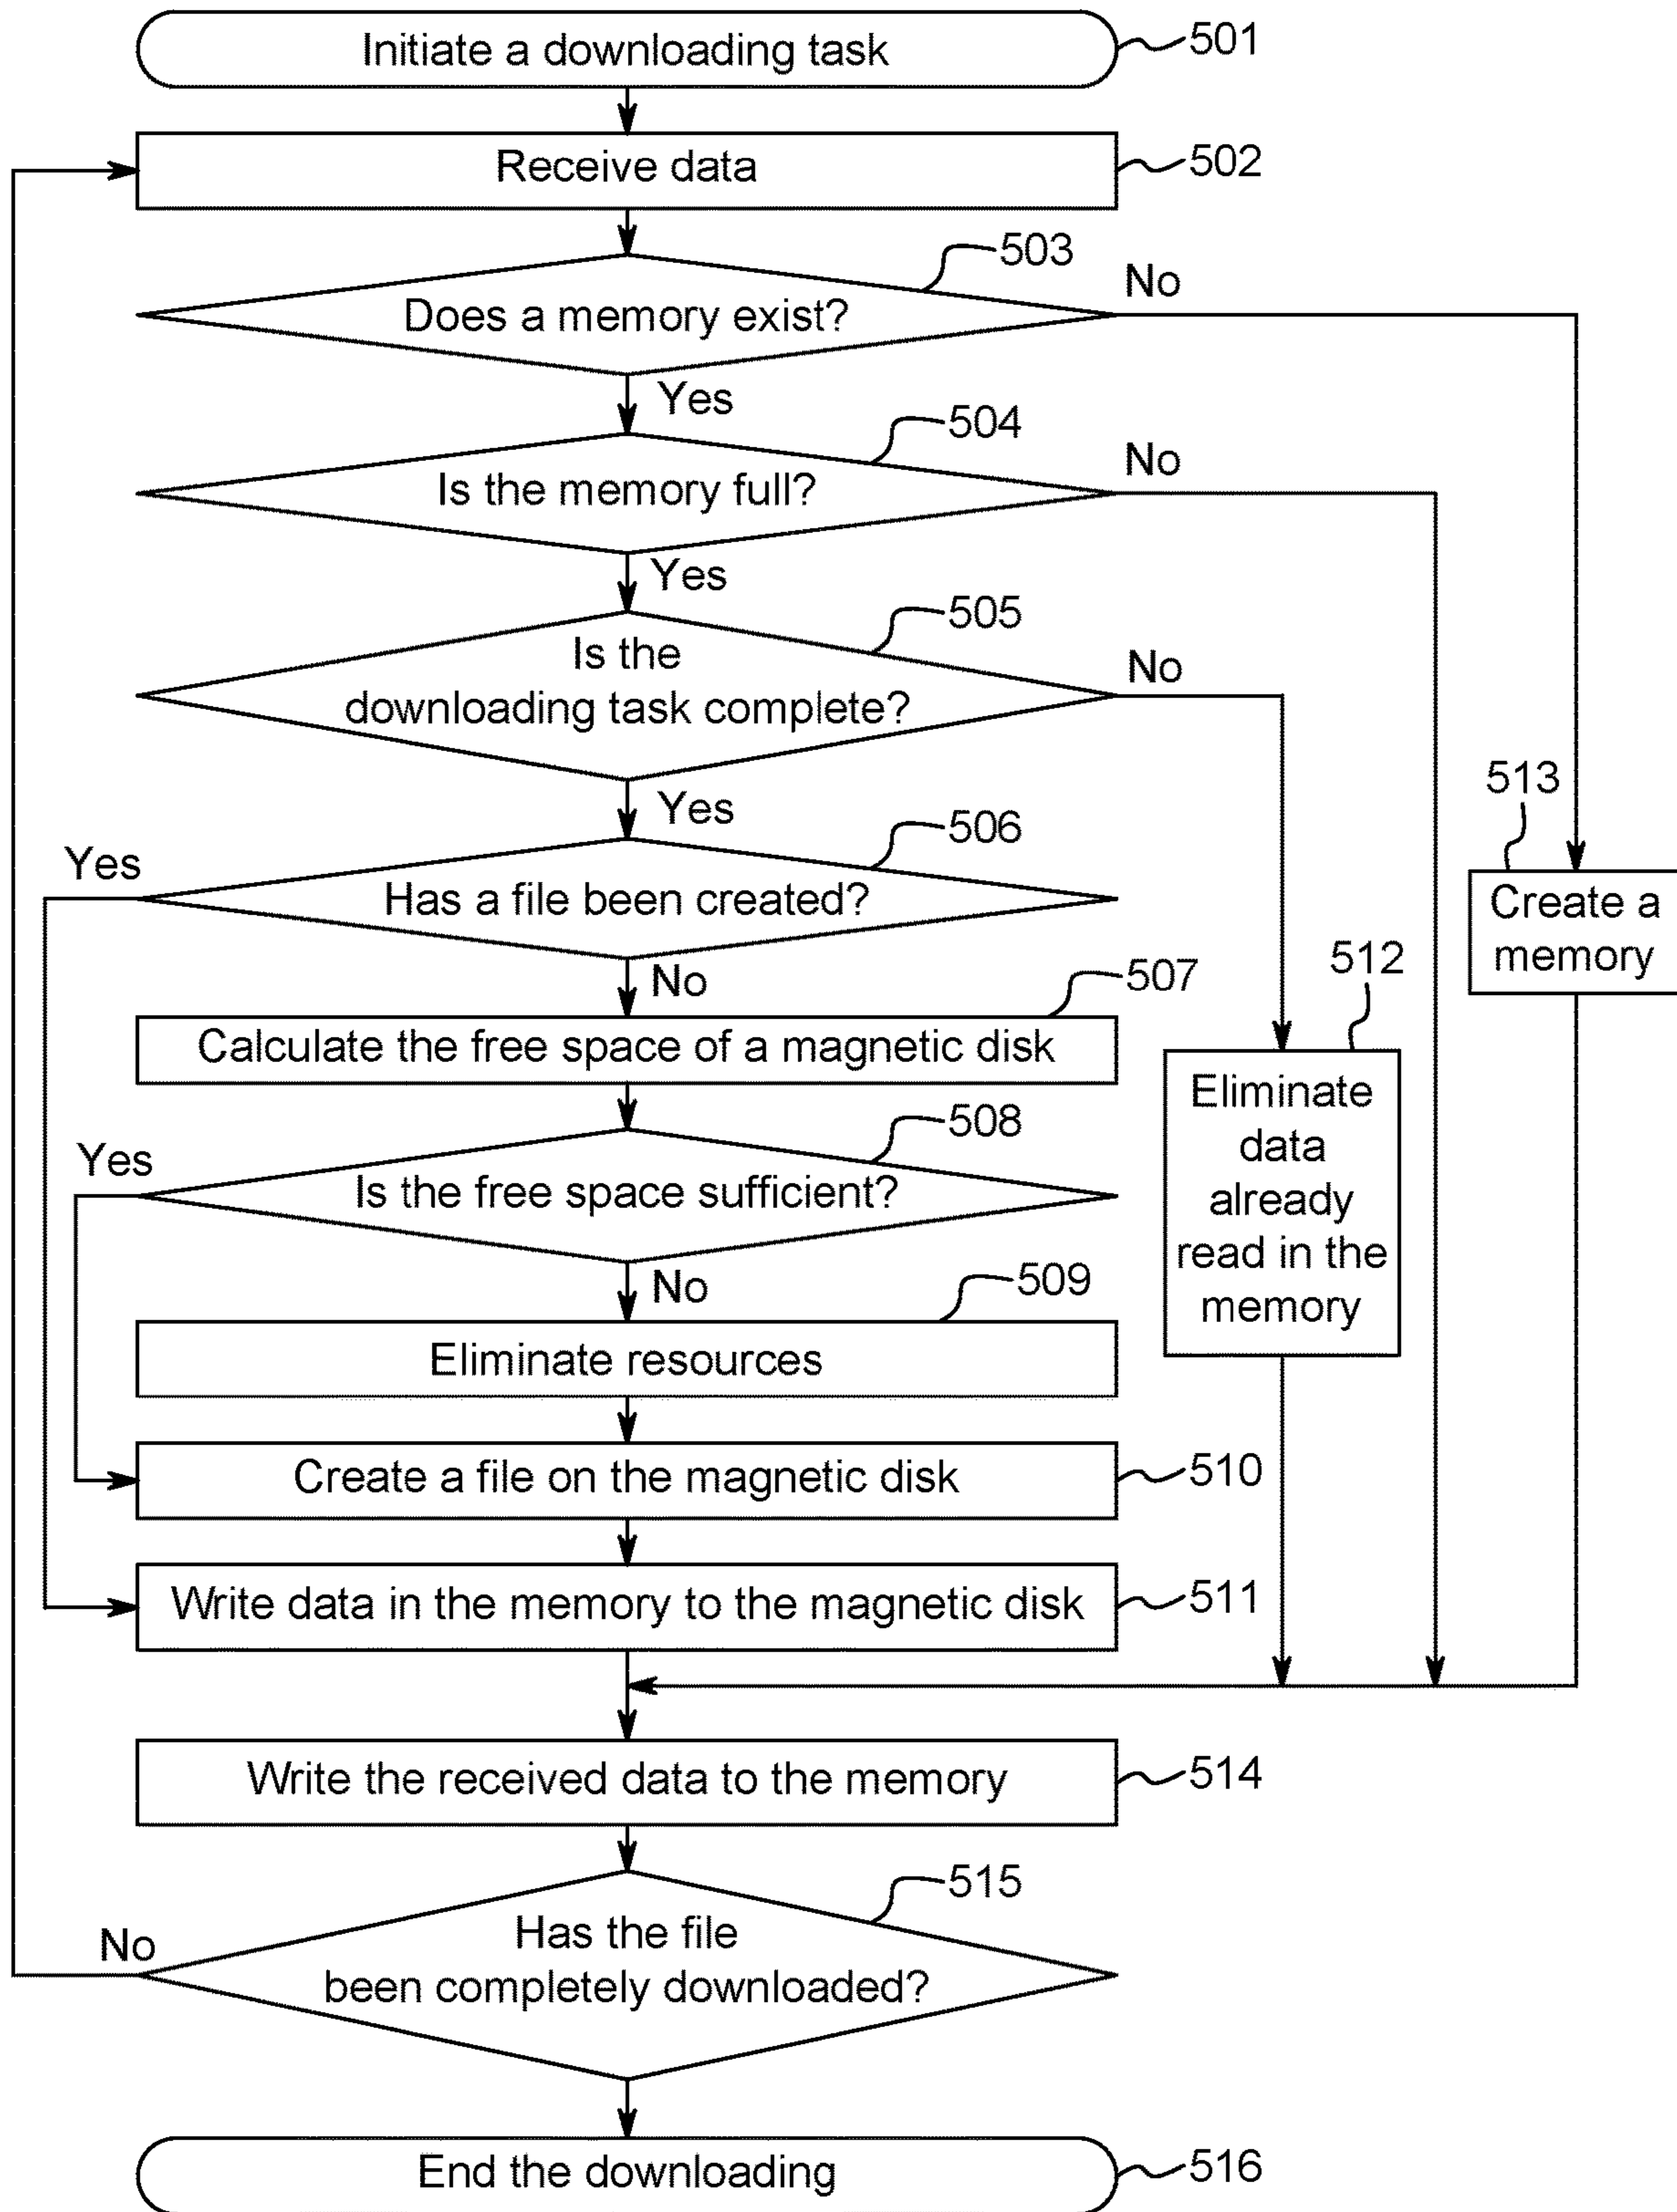 Initiate a downloading task
501
Receive data
502
503
Does a memory exist?
No
Yes
504
Is the memory full?
No
Yes
505
Is the
downloading task complete?
No
Yes
506
Yes
Has a file been created?
No
513
Create a
memory
507
Calculate the free space of a magnetic disk
512
Eliminate
data
already
read in the
memory
508
Yes
Is the free space sufficient?
No
509
Eliminate resources
Create a file on the magnetic disk
510
Write data in the memory to the magnetic disk
511
Write the received data to the memory
514
515
Has the file
been completely downloaded?
No
End the downloading
516